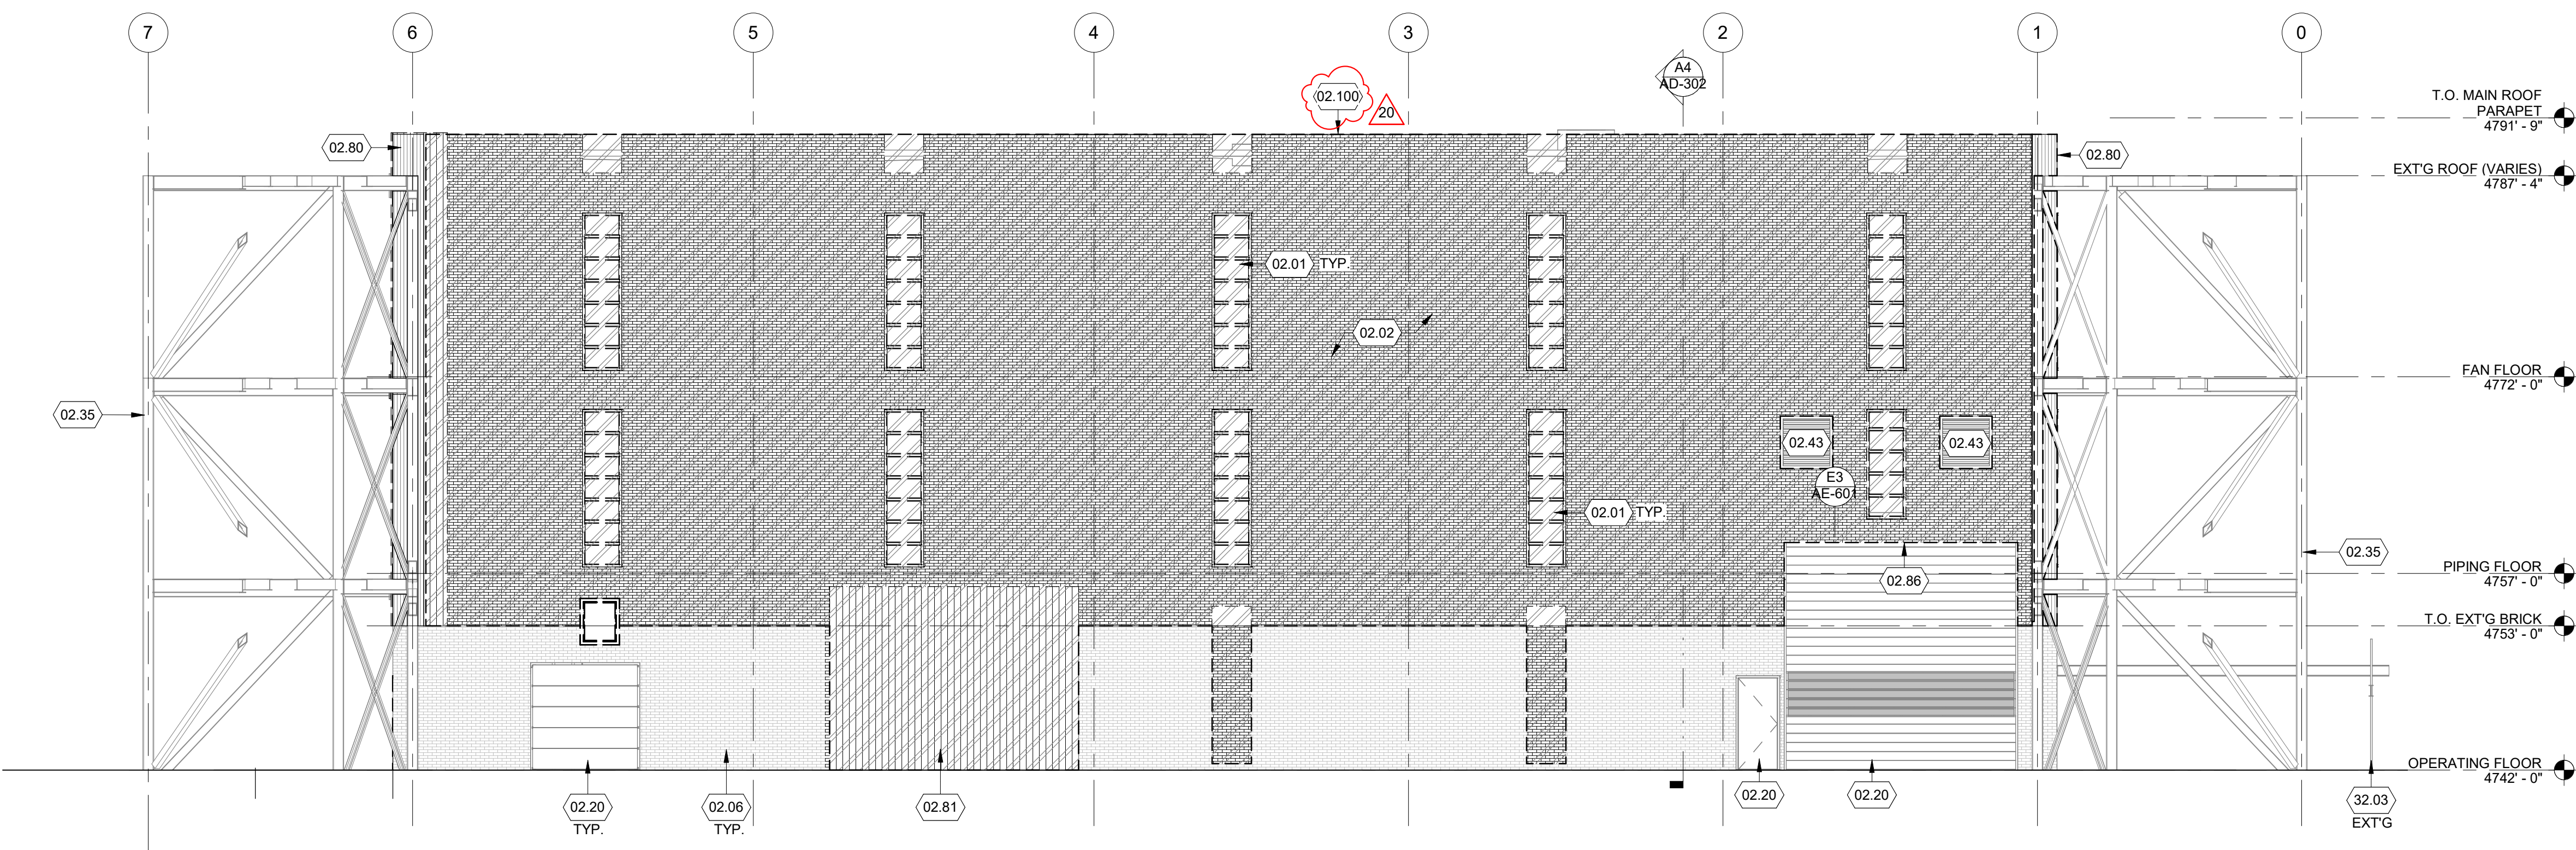 7
6
5
4
3
2
1
0
A4
AD-302
02.100
20
T.O. MAIN ROOF
PARAPET
4791' - 9"
02.80
02.80
EXT'G ROOF (VARIES)
4787' - 4"
02.01 TYP.
02.02
FAN FLOOR
4772' - 0"
02.35
02.43
02.43
E3
AE-601
02.01 TYP.
02.35
02.86
PIPING FLOOR
4757' - 0"
T.O. EXT'G BRICK
4753' - 0"
OPERATING FLOOR
4742' - 0"
02.20
TYP.
02.06
TYP.
02.81
02.20
02.20
32.03
EXT'G